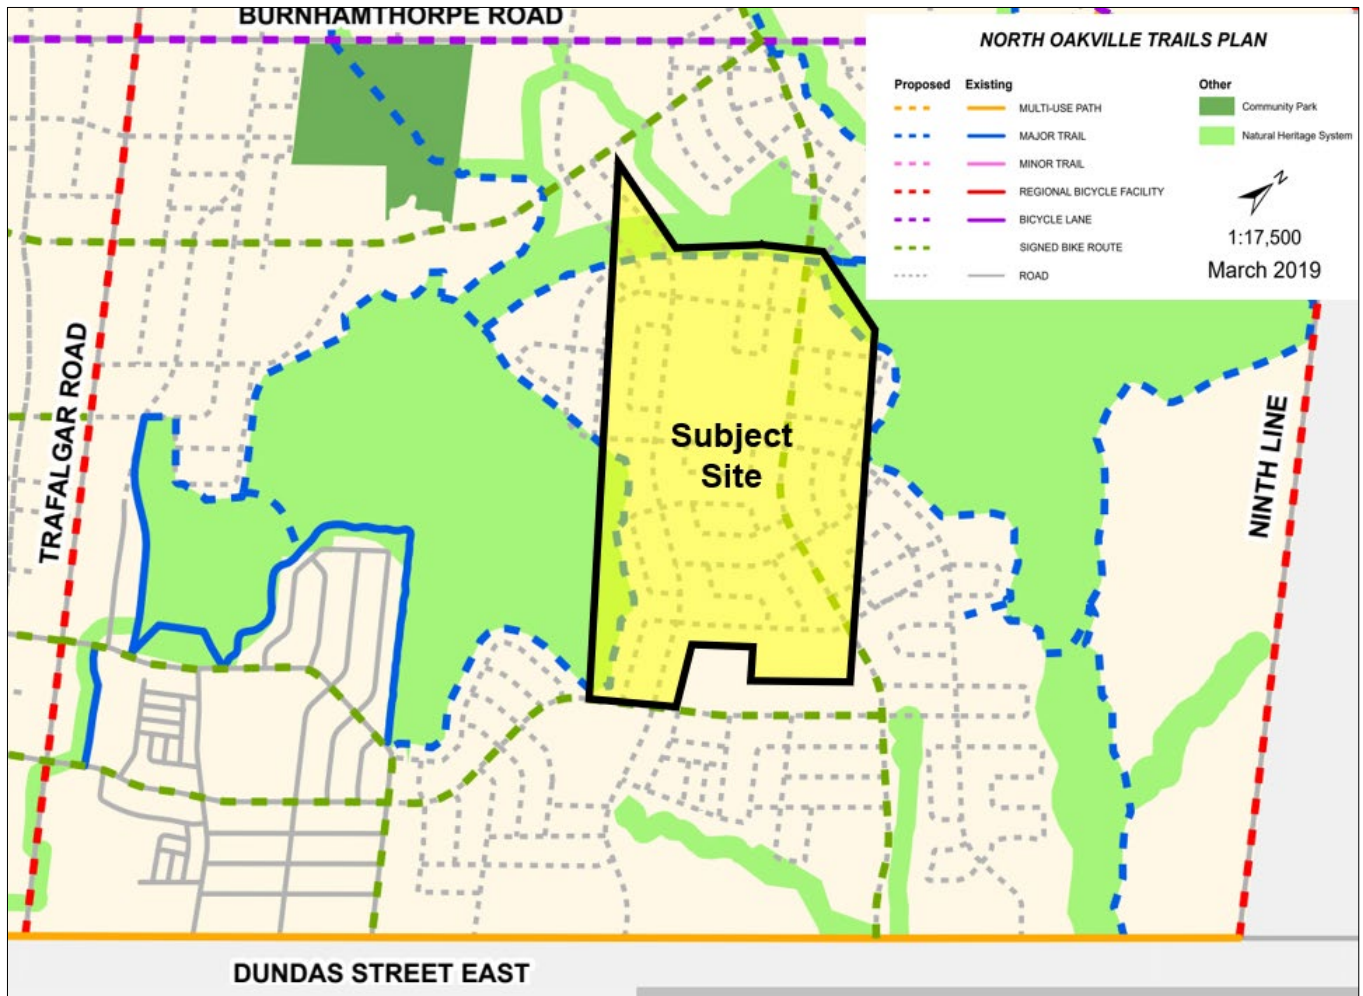 BURNHAMTHORPE ROAD
NORTH OAKVILLE TRAILS PLAN
Proposed Existing Other
MULTI-USE PATH Community Park
MAJOR TRAIL Natural Heritage System
MINOR TRAIL
REGIONAL BICYCLE FACILITY
BICYCLE LANE N
SIGNED BIKE ROUTE 1:17,500
ROAD March 2019
TRAFALGAR ROAD
Subject
Site
NINTH LINE
DUNDAS STREET EAST